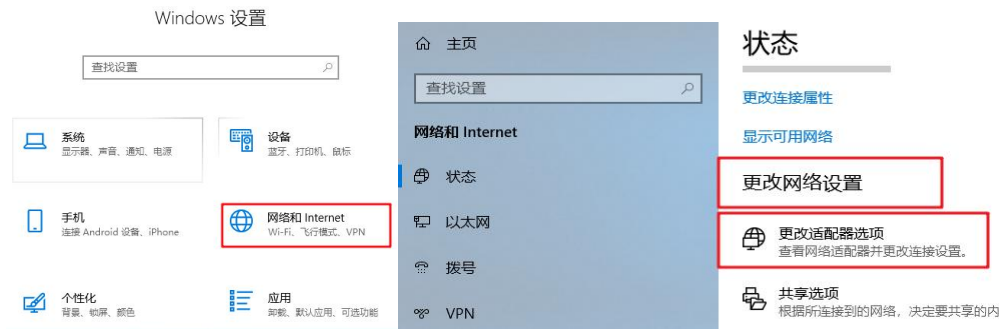 Windows 设置
查找设置
系统
显示器、声音、通知、电源
设备
蓝牙、打印机、鼠标
手机
连接 Android 设备、iPhone
网络和 Internet
Wi-Fi、飞行模式、VPN
个性化
背景、锁屏、颜色
应用
卸载、默认应用、可选功能
主页
查找设置
网络和 Internet
状态
以太网
拨号
VPN
状态
更改连接属性
显示可用网络
更改网络设置
更改适配器选项
查看网络适配器并更改连接设置。
共享选项
根据所连接到的网络，决定要共享的内